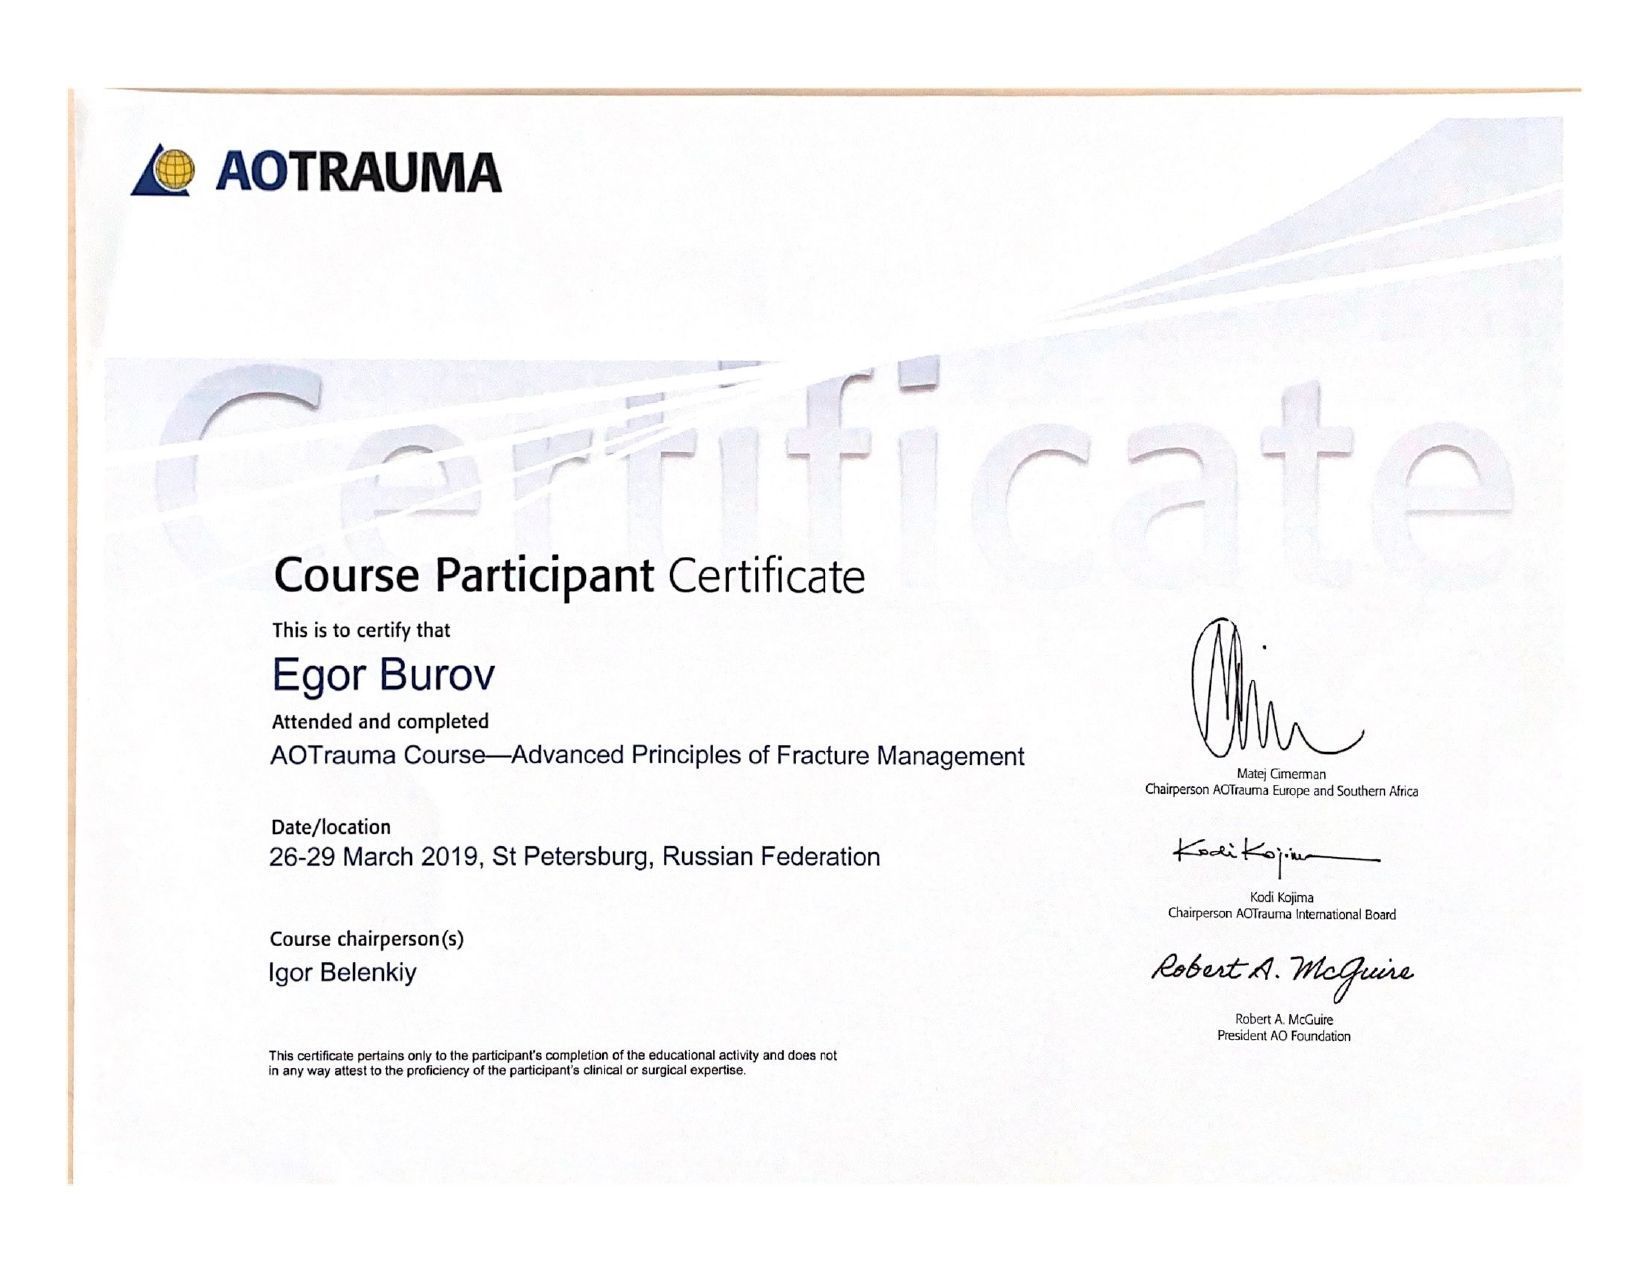 AOTRAUMA
Certificate
Course Participant Certificate
This is to certify that
Egor Burov
Attended and completed
AOTrauma Course—Advanced Principles of Fracture Management
Date/location
26-29 March 2019, St Petersburg, Russian Federation
Course chairperson(s)
Igor Belenkiy
This certificate pertains only to the participant's completion of the educational activity and does not
in any way attest to the proficiency of the participant's clinical or surgical expertise.
Matej Cimerman
Chairperson AOTrauma Europe and Southern Africa
Kodi Kojima
Kodi Kojima
Chairperson AOTrauma International Board
Robert A. McGuire
Robert A. McGuire
President AO Foundation